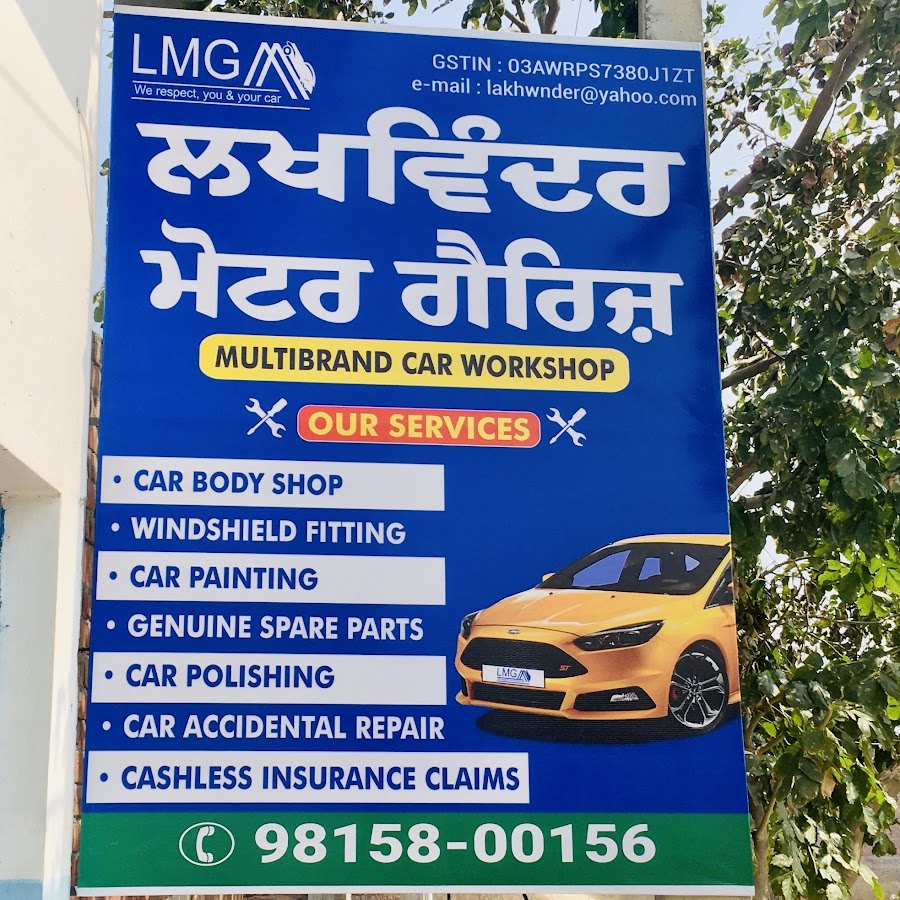 LMG
We respect, you & your car
GSTIN : 03AWRPS7380J1ZT
e-mail : lakhwnder@yahoo.com
ਲਖਵਿੰਦਰ
ਮੋਟਰ ਗੈਰਿਜ਼
MULTIBRAND CAR WORKSHOP
OUR SERVICES
• CAR BODY SHOP
• WINDSHIELD FITTING
• CAR PAINTING
• GENUINE SPARE PARTS
• CAR POLISHING
• CAR ACCIDENTAL REPAIR
• CASHLESS INSURANCE CLAIMS
ST
LMG
98158-00156